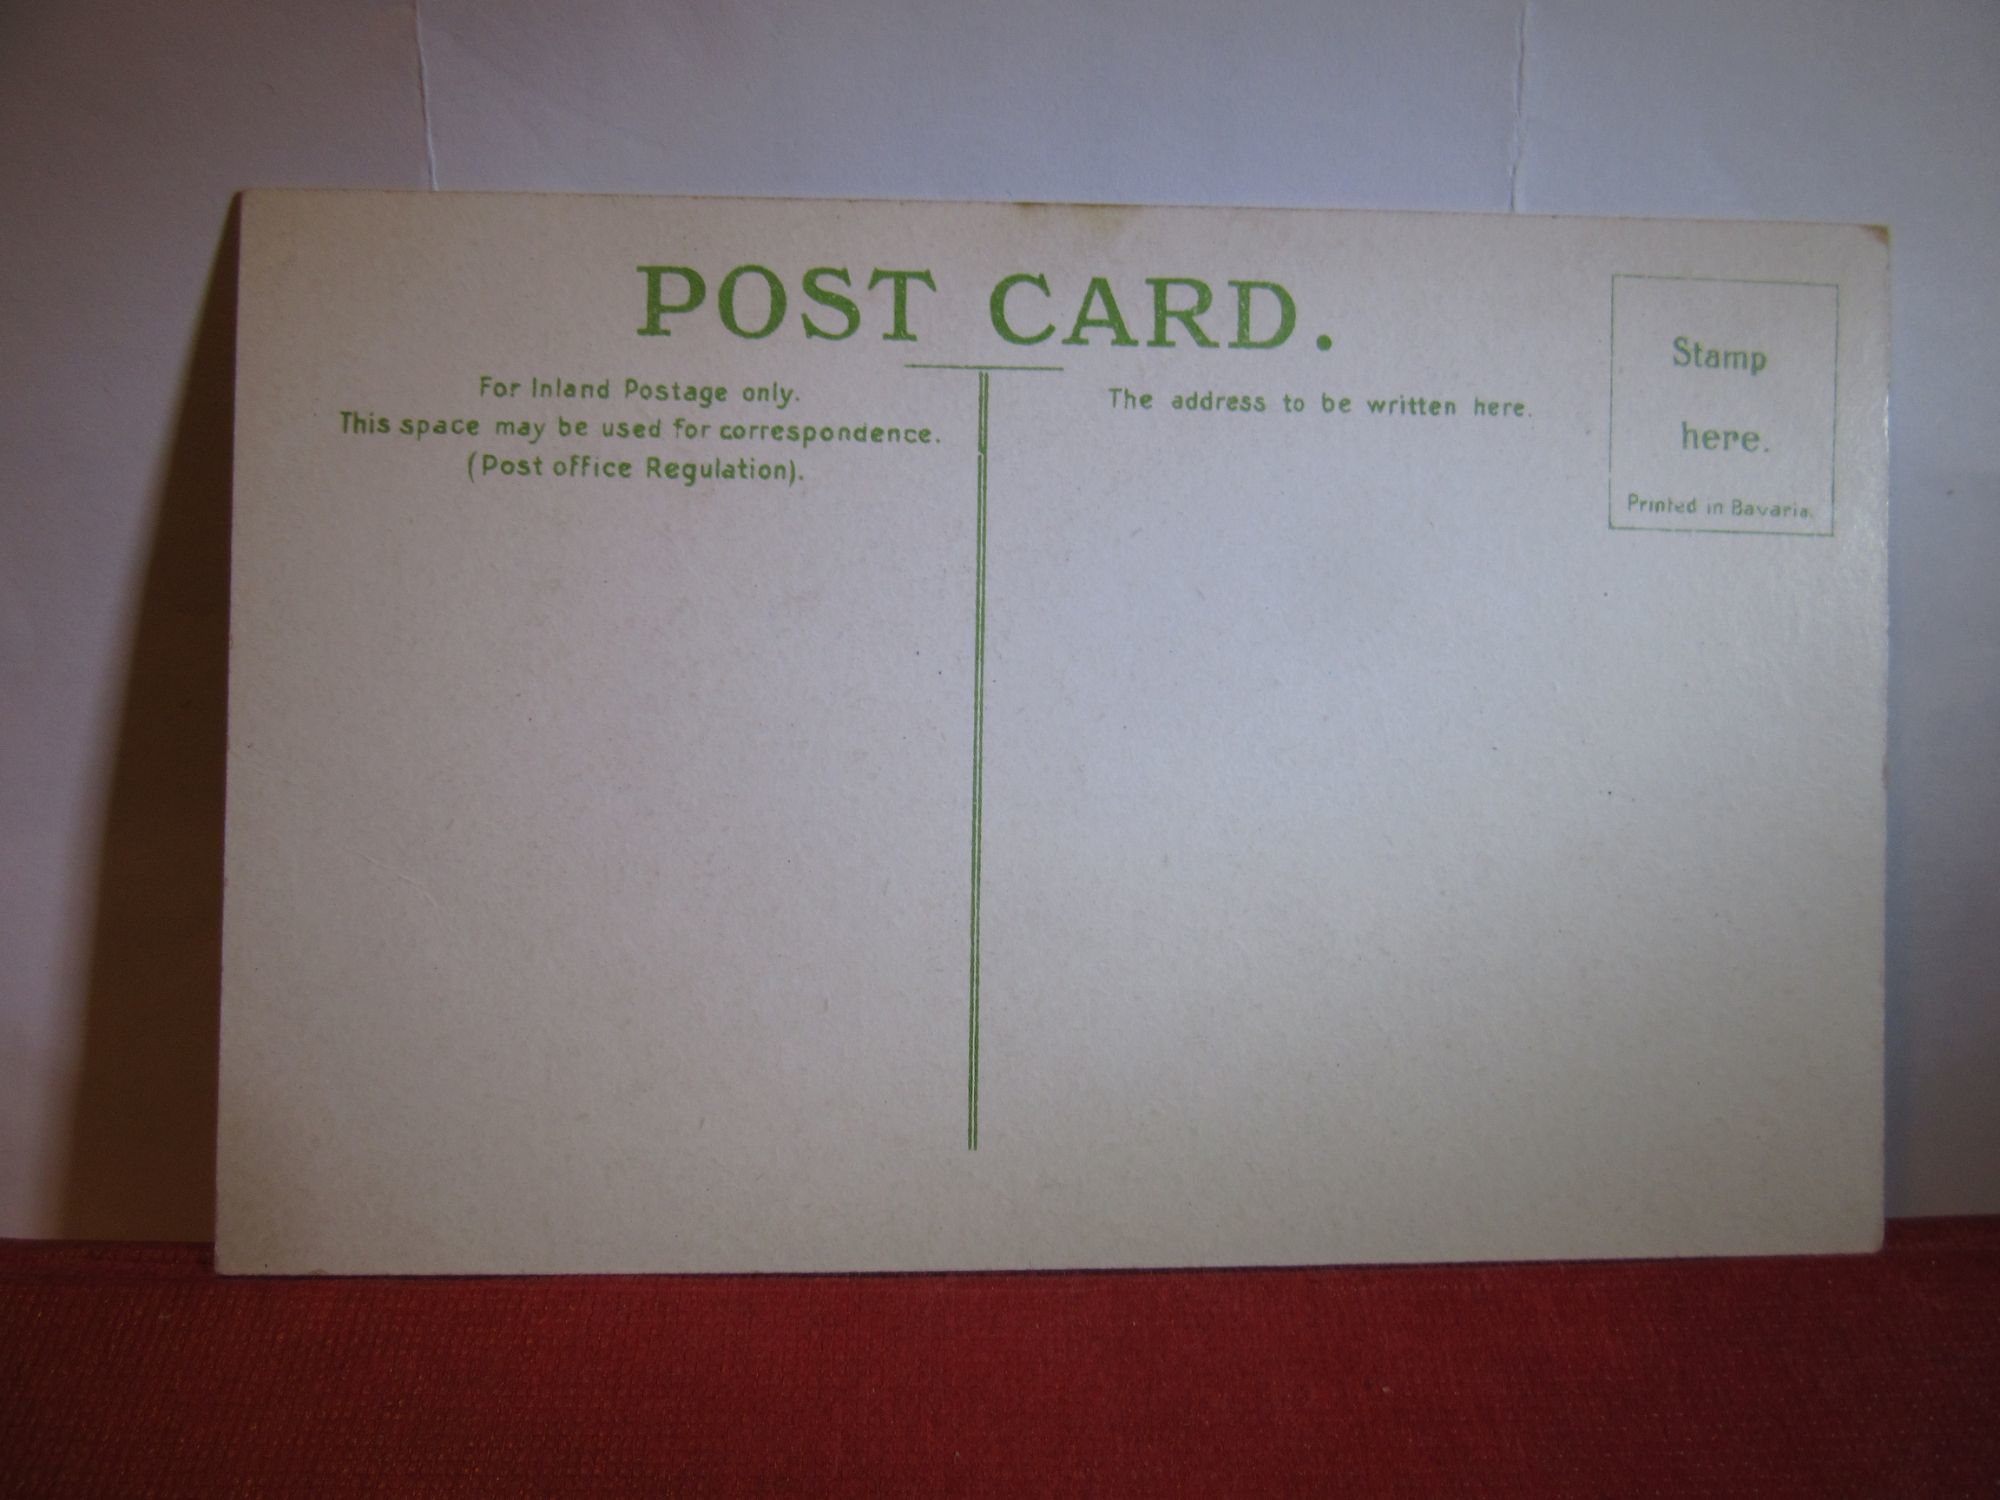 POST CARD.
For Inland Postage only.
This space may be used for correspondence.
(Post office Regulation).
The address to be written here.
Stamp
here.
Printed in Bavaria.